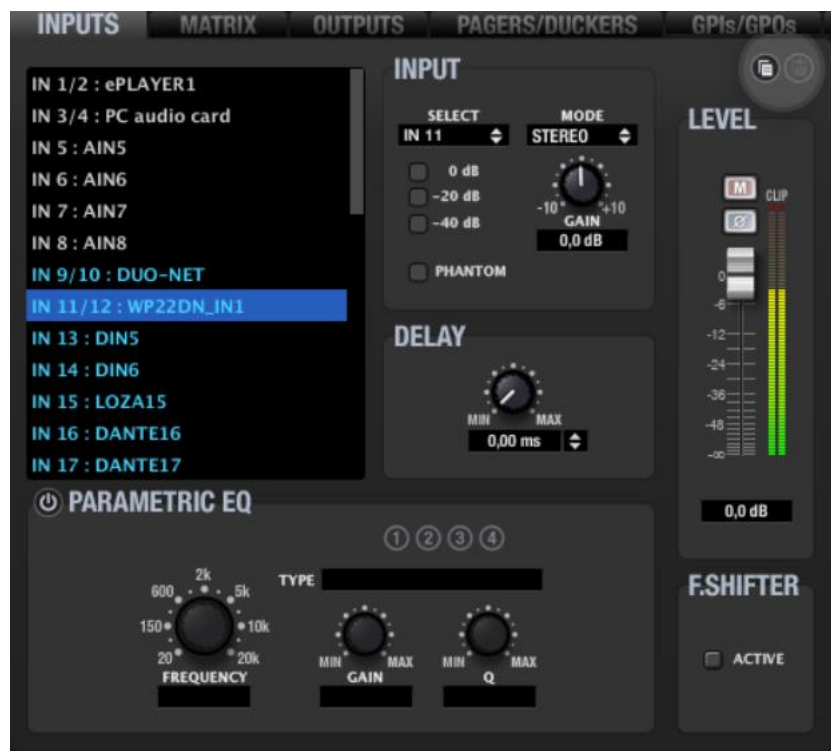 INPUTS MATRIX OUTPUTS PAGERS/DUCKERS GPIs/GPOs
IN 1/2 : ePLAYER1
IN 3/4 : PC audio card
IN 5 : AIN5
IN 6 : AIN6
IN 7 : AIN7
IN 8 : AIN8
IN 9/10 : DUO-NET
IN 11/12 : WP22DN_IN1
IN 13 : DIN5
IN 14 : DIN6
IN 15 : LOZA15
IN 16 : DANTE16
IN 17 : DANTE17
INPUT
SELECT MODE
IN 11 STEREO
0 dB
-20 dB
-40 dB
-10 +10
GAIN
0,0 dB
PHANTOM
DELAY
MIN MAX
0,00 ms
LEVEL
M CLIP
Ø
0
-6
-12
-24
-36
-48
-∞
0,0 dB
PARAMETRIC EQ
1 2 3 4
TYPE
2k
600 5k
150 10k
20 20k
FREQUENCY
MIN MAX
GAIN
MIN MAX
Q
F.SHIFTER
ACTIVE